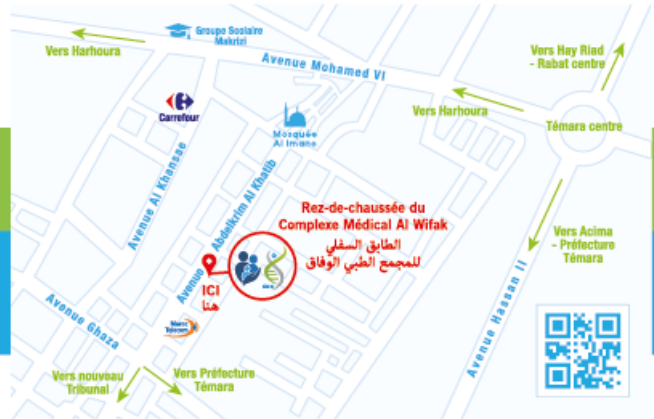 Groupe Scolaire
Makrizi
Vers Harhoura
Avenue Mohamed VI
Vers Hay Riad
- Rabat centre
Carrefour
Vers Harhoura
Témara centre
Mosquée
Al Imane
Avenue Al Khansae
Avenue Abdelkrim Al Khatib
Rez-de-chaussée du
Complexe Médical Al Wifak
الطابق السفلي
للمجمع الطبي الوفاق
Vers Acima
- Préfecture
Témara
ICI
هنا
Avenue Hassan II
Avenue Ghaza
Maroc
Telecom
Vers nouveau
Tribunal
Vers Préfecture
Témara